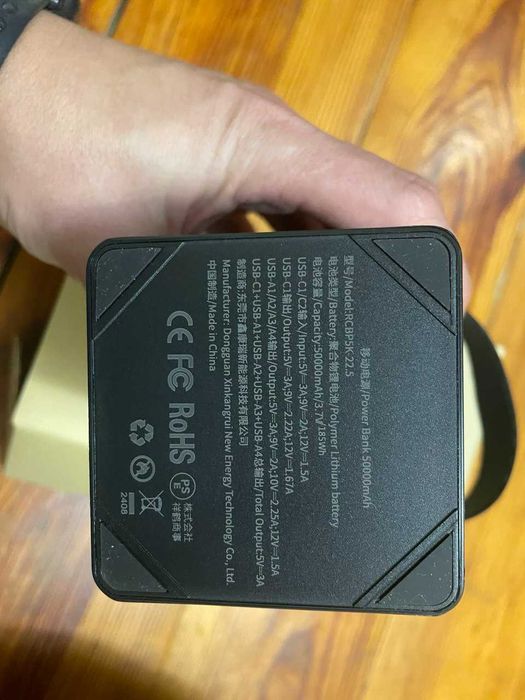 移动电源/Power Bank 50000mAh
型号/Model:RCBP5K22.5
电池类型/Battery:聚合物锂电池/Polymer Lithium battery
电池容量/Capacity:50000mAh/3.7V/185Wh
USB-C1/C2输入/Input:5V⎓3A;9V⎓2A;12V⎓1.5A
USB-C1输出/Output:5V⎓3A;9V⎓2.22A;12V⎓1.67A
USB-A1/A2/A3/A4输出/Output:5V⎓3A;9V⎓2A;10V⎓2.25A;12V⎓1.5A
USB-C1+USB-A1+USB-A2+USB-A3+USB-A4总输出/Total Output:5V⎓3A
制造商:东莞市鑫康瑞新能源科技有限公司
Manufacturer: Dongguan Xinkangrui New Energy Technology Co., Ltd.
中国制造/Made in China
CE FC RoHS
PS E
株式会社
祥鹤商事
2408